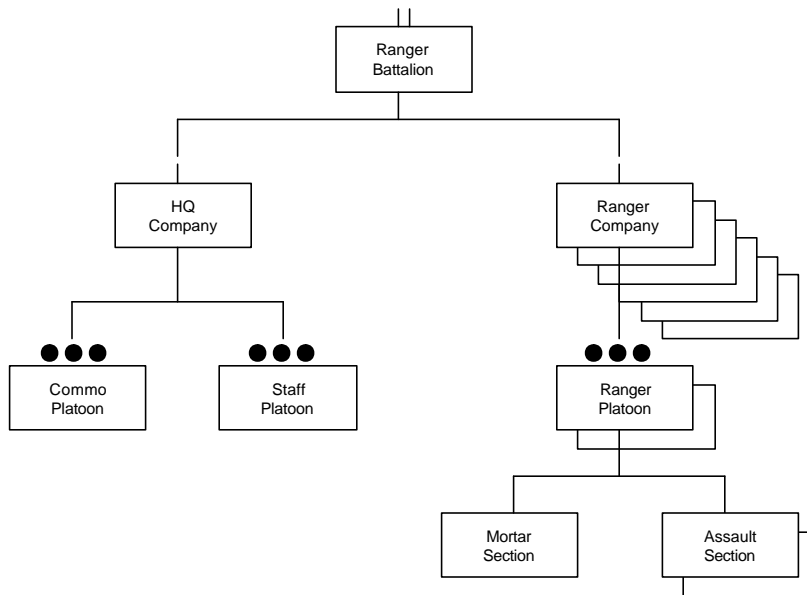 Ranger
Battalion
HQ
Company
Ranger
Company
Commo
Platoon
Staff
Platoon
Ranger
Platoon
Mortar
Section
Assault
Section